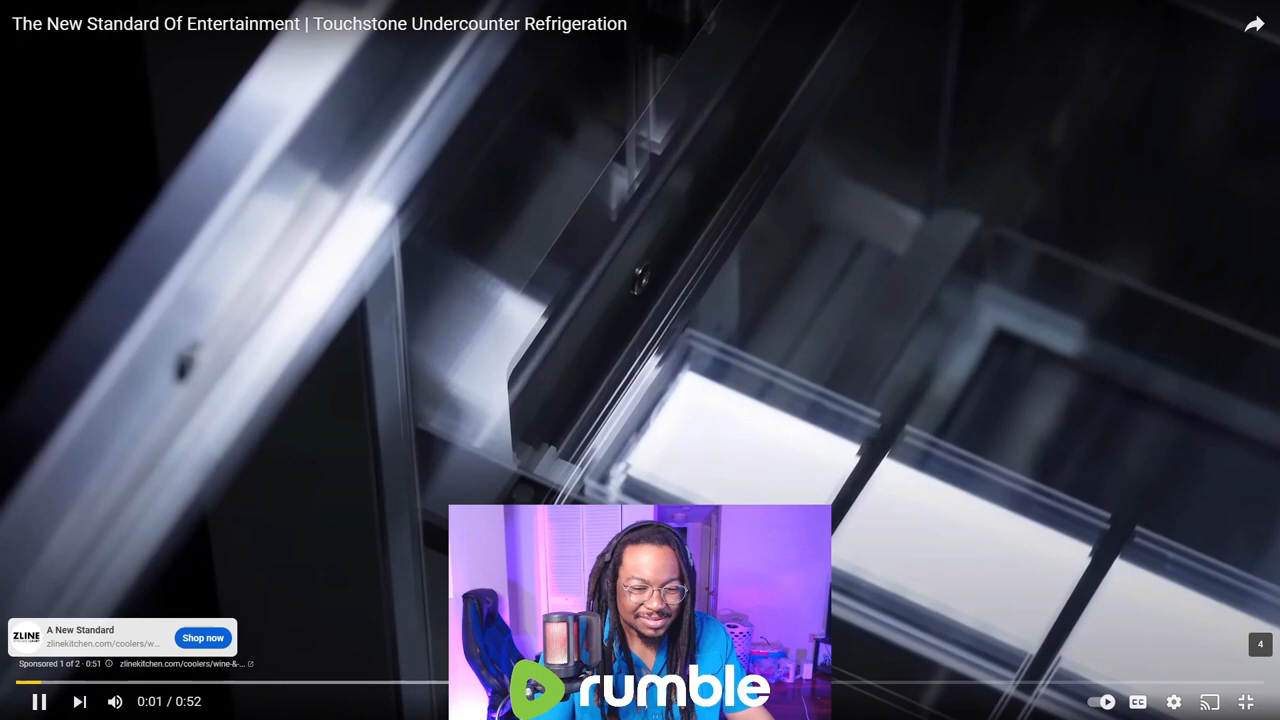 The New Standard Of Entertainment | Touchstone Undercounter Refrigeration
ZLINE
A New Standard
zlinekitchen.com/coolers/w...
Shop now
Sponsored 1 of 2 · 0:51
zlinekitchen.com/coolers/wine-&-...
4
0:01 / 0:52
CC
rumble